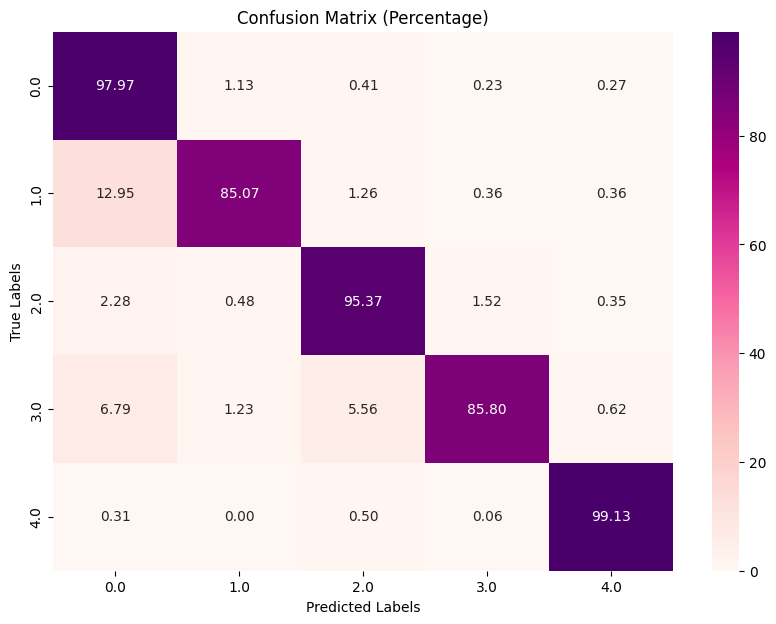 Confusion Matrix (Percentage)
True Labels
0.0 97.97 1.13 0.41 0.23 0.27
1.0 12.95 85.07 1.26 0.36 0.36
2.0 2.28 0.48 95.37 1.52 0.35
3.0 6.79 1.23 5.56 85.80 0.62
4.0 0.31 0.00 0.50 0.06 99.13
0.0 1.0 2.0 3.0 4.0
Predicted Labels
80
60
40
20
0